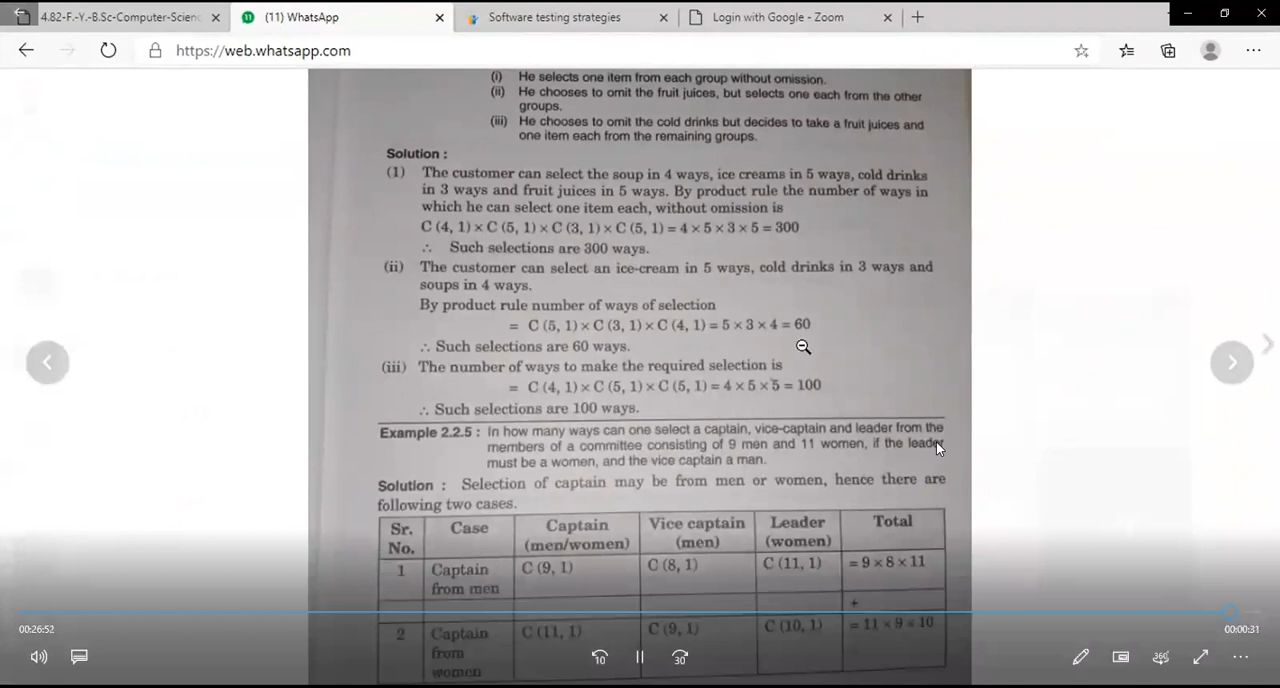 4.82-F.-Y.-B.Sc-Computer-Scienc
(11) WhatsApp
Software testing strategies
Login with Google - Zoom
https://web.whatsapp.com
(i) He selects one item from each group without omission.
(ii) He chooses to omit the fruit juices, but selects one each from the other
groups.
(iii) He chooses to omit the cold drinks but decides to take a fruit juices and
one item each from the remaining groups.
Solution :
(1) The customer can select the soup in 4 ways, ice creams in 5 ways, cold drinks
in 3 ways and fruit juices in 5 ways. By product rule the number of ways in
which he can select one item each, without omission is
C (4, 1) × C (5, 1) × C (3, 1) × C (5, 1) = 4 × 5 × 3 × 5 = 300
∴ Such selections are 300 ways.
(ii) The customer can select an ice-cream in 5 ways, cold drinks in 3 ways and
soups in 4 ways.
By product rule number of ways of selection
= C (5, 1) × C (3, 1) × C (4, 1) = 5 × 3 × 4 = 60
∴ Such selections are 60 ways.
(iii) The number of ways to make the required selection is
= C (4, 1) × C (5, 1) × C (5, 1) = 4 × 5 × 5 = 100
∴ Such selections are 100 ways.
Example 2.2.5 : In how many ways can one select a captain, vice-captain and leader from the
members of a committee consisting of 9 men and 11 women, if the leader
must be a women, and the vice captain a man.
Solution : Selection of captain may be from men or women, hence there are
following two cases.
Sr. No. Case Captain (men/women) Vice captain (men) Leader (women) Total
1 Captain from men C (9, 1) C (8, 1) C (11, 1) = 9 × 8 × 11
+
2 Captain from women C (11, 1) C (9, 1) C (10, 1) = 11 × 9 × 10
00:26:52
00:00:31
10
30
360